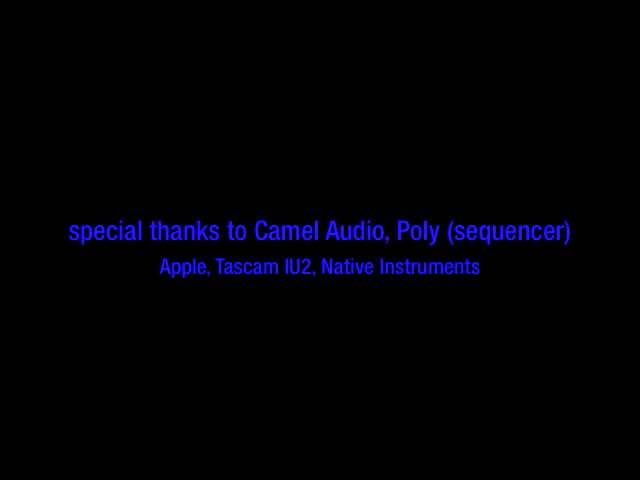 special thanks to Camel Audio, Poly (sequencer)
Apple, Tascam IU2, Native Instruments